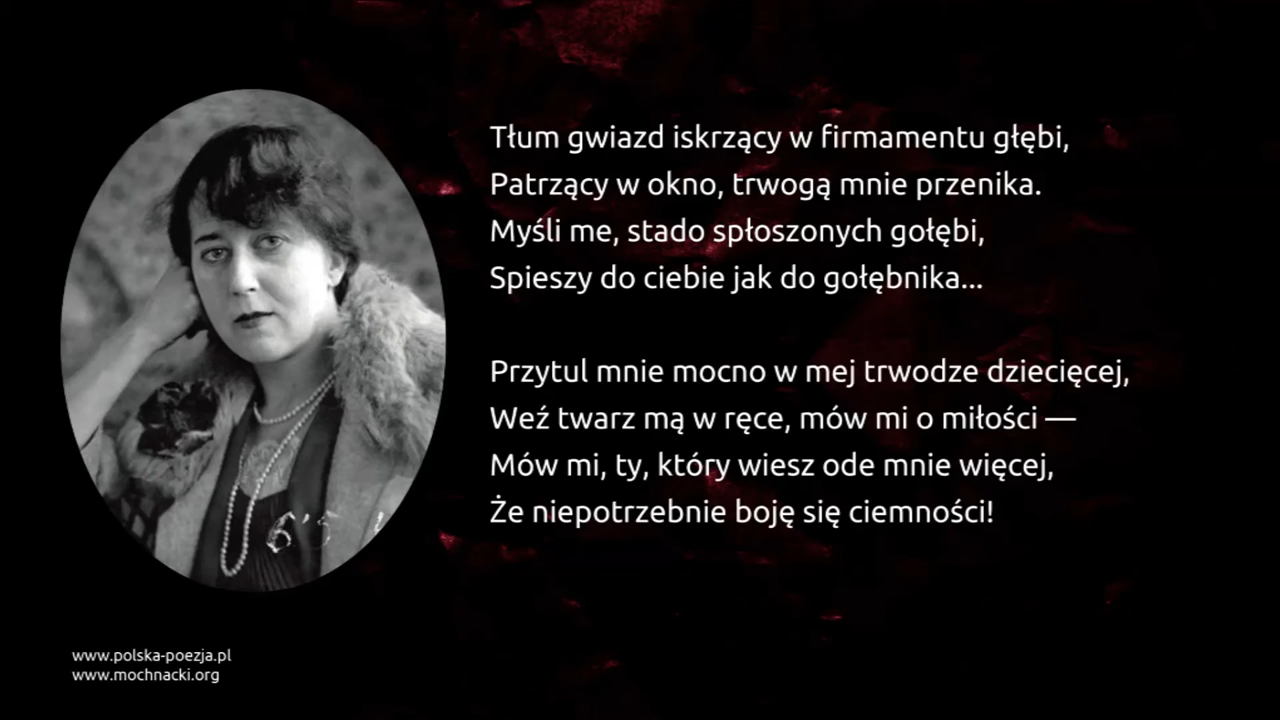 Tłum gwiazd iskrzący w firmamentu głębi,
Patrzący w okno, trwogą mnie przenika.
Myśli me, stado spłoszonych gołębi,
Spieszy do ciebie jak do gołębnika...
Przytul mnie mocno w mej trwodze dziecięcej,
Weź twarz mą w ręce, mów mi o miłości —
Mów mi, ty, który wiesz ode mnie więcej,
Że niepotrzebnie boję się ciemności!
www.polska-poezja.pl
www.mochnacki.org